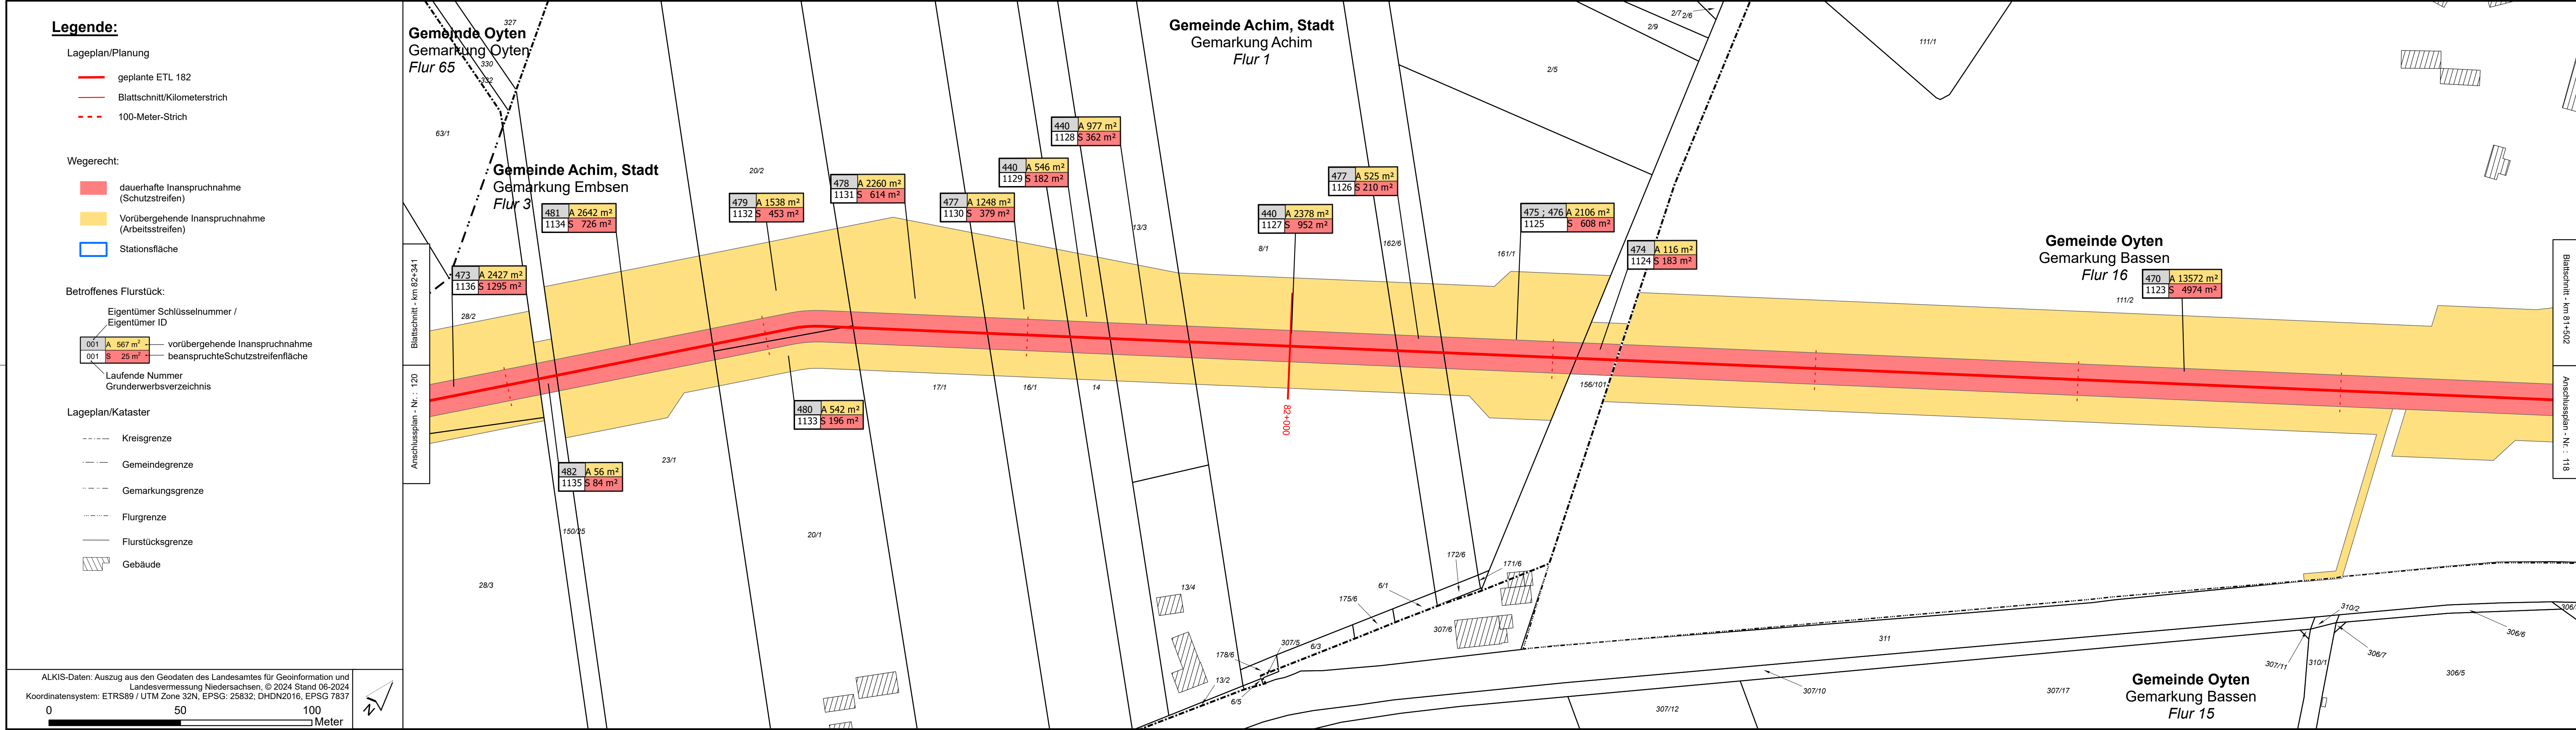 Legende:
Lageplan/Planung
geplante ETL 182
Blattschnitt/Kilometerstrich
100-Meter-Strich
Wegerecht:
dauerhafte Inanspruchnahme
(Schutzstreifen)
Vorübergehende Inanspruchnahme
(Arbeitsstreifen)
Stationsfläche
Betroffenes Flurstück:
Eigentümer Schlüsselnummer /
Eigentümer ID
001 A 567 m² vorübergehende Inanspruchnahme
001 S 25 m² beanspruchteSchutzstreifenfläche
Laufende Nummer
Grunderwerbsverzeichnis
Lageplan/Kataster
Kreisgrenze
Gemeindegrenze
Gemarkungsgrenze
Flurgrenze
Flurstücksgrenze
Gebäude
ALKIS-Daten: Auszug aus den Geodaten des Landesamtes für Geoinformation und
Landesvermessung Niedersachsen, © 2024 Stand 06-2024
Koordinatensystem: ETRS89 / UTM Zone 32N, EPSG: 25832; DHDN2016, EPSG 7837
0 50 100
Meter
N
Blattschnitt - km 82+341
Anschlussplan - Nr. : 120
Gemeinde Oyten
Gemarkung Oyten
Flur 65
327
330
332
63/1
Gemeinde Achim, Stadt
Gemarkung Embsen
Flur 3
28/2
473 A 2427 m²
1136 S 1295 m²
481 A 2642 m²
1134 S 726 m²
482 A 56 m²
1135 S 84 m²
150/25
28/3
23/1
20/2
479 A 1538 m²
1132 S 453 m²
478 A 2260 m²
1131 S 614 m²
480 A 542 m²
1133 S 196 m²
20/1
477 A 1248 m²
1130 S 379 m²
440 A 546 m²
1129 S 182 m²
440 A 977 m²
1128 S 362 m²
17/1
16/1
14
13/3
13/4
13/2
Gemeinde Achim, Stadt
Gemarkung Achim
Flur 1
8/1
440 A 2378 m²
1127 S 952 m²
82+000
477 A 525 m²
1126 S 210 m²
162/6
161/1
475 ; 476 A 2106 m²
1125 S 608 m²
474 A 116 m²
1124 S 183 m²
156/101
2/5
2/9
2/7
2/6
111/1
172/6
171/6
6/1
175/6
307/6
307/5
6/3
178/6
6/5
Gemeinde Oyten
Gemarkung Bassen
Flur 16
111/2
470 A 13572 m²
1123 S 4974 m²
Blattschnitt - km 81+502
Anschlussplan - Nr. : 118
311
310/2
306/
306/6
306/7
307/11
310/1
306/5
307/10
307/17
307/12
Gemeinde Oyten
Gemarkung Bassen
Flur 15